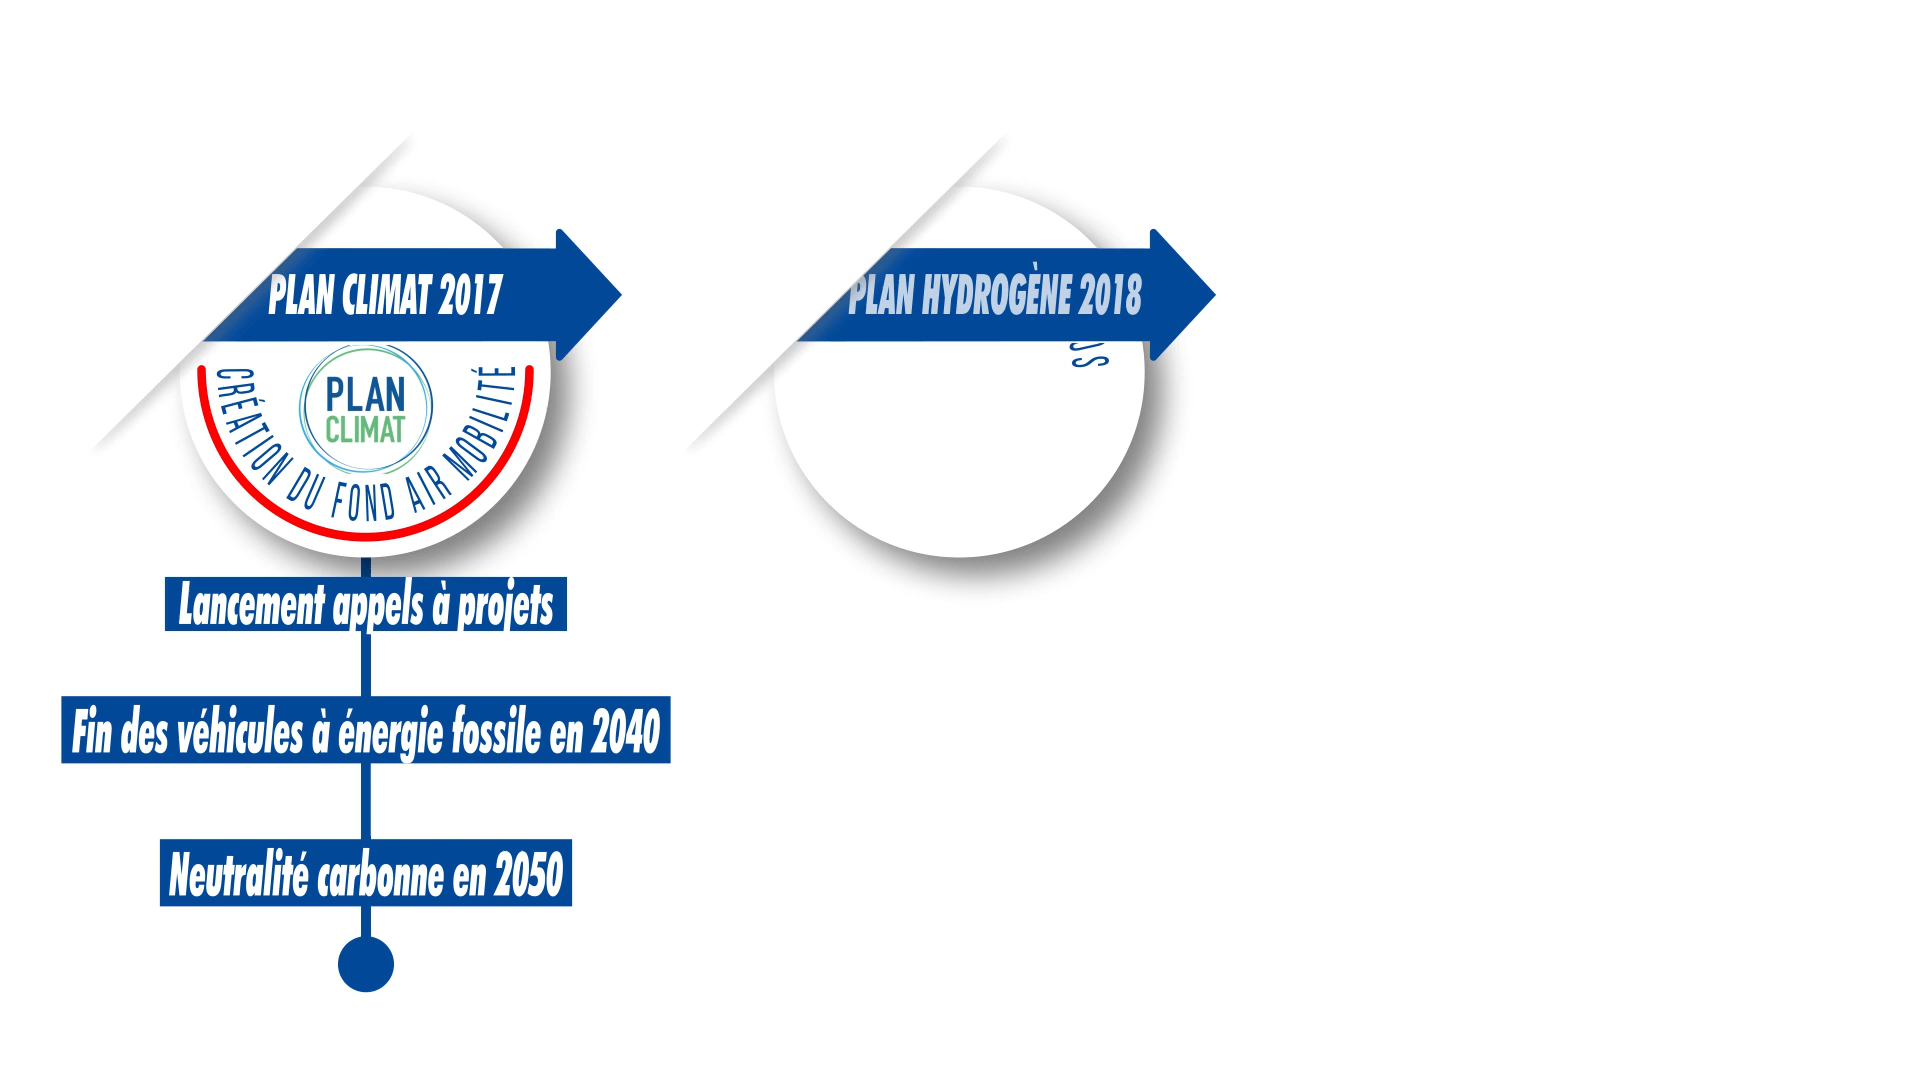 PLAN CLIMAT 2017
PLAN
CLIMAT
CRÉATION DU FOND AIR MOBILITÉ
Lancement appels à projets
Fin des véhicules à énergie fossile en 2040
Neutralité carbonne en 2050
PLAN HYDROGÈNE 2018